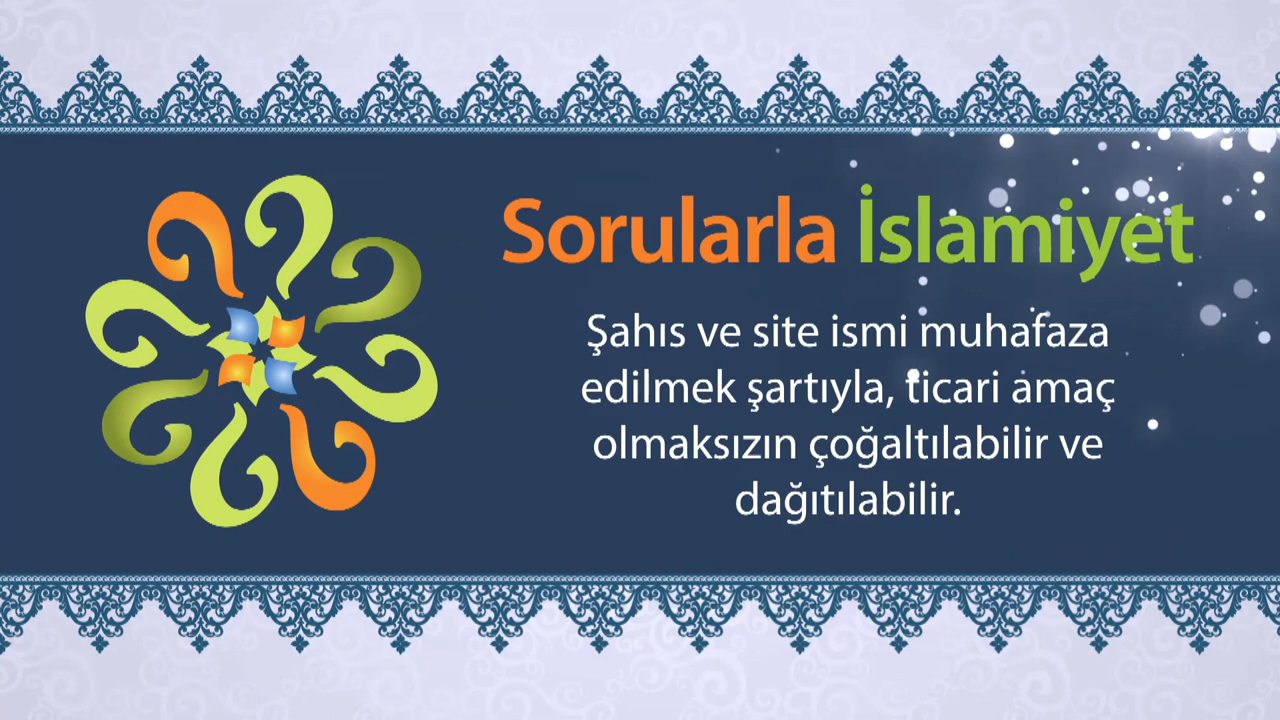 Sorularla İslamiyet
Şahıs ve site ismi muhafaza
edilmek şartıyla, ticari amaç
olmaksızın çoğaltılabilir ve
dağıtılabilir.